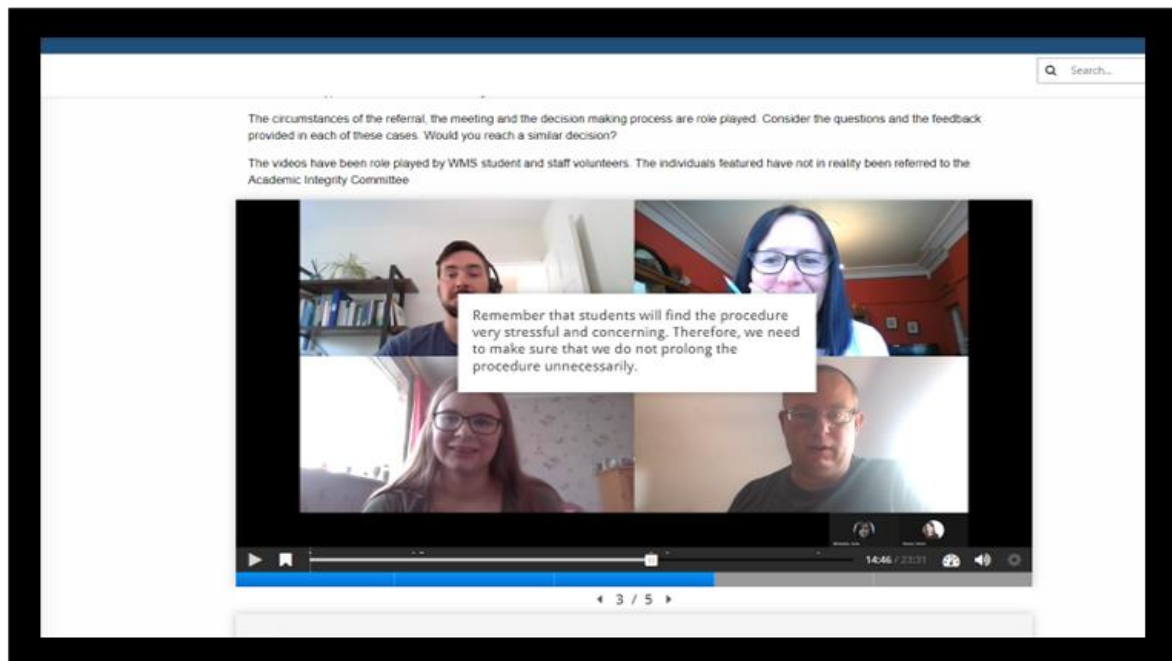 Search...
The circumstances of the referral, the meeting and the decision making process are role played. Consider the questions and the feedback
provided in each of these cases. Would you reach a similar decision?
The videos have been role played by WMS student and staff volunteers. The individuals featured have not in reality been referred to the
Academic Integrity Committee
Remember that students will find the procedure
very stressful and concerning. Therefore, we need
to make sure that we do not prolong the
procedure unnecessarily.
14:46 / 23:31
3 / 5